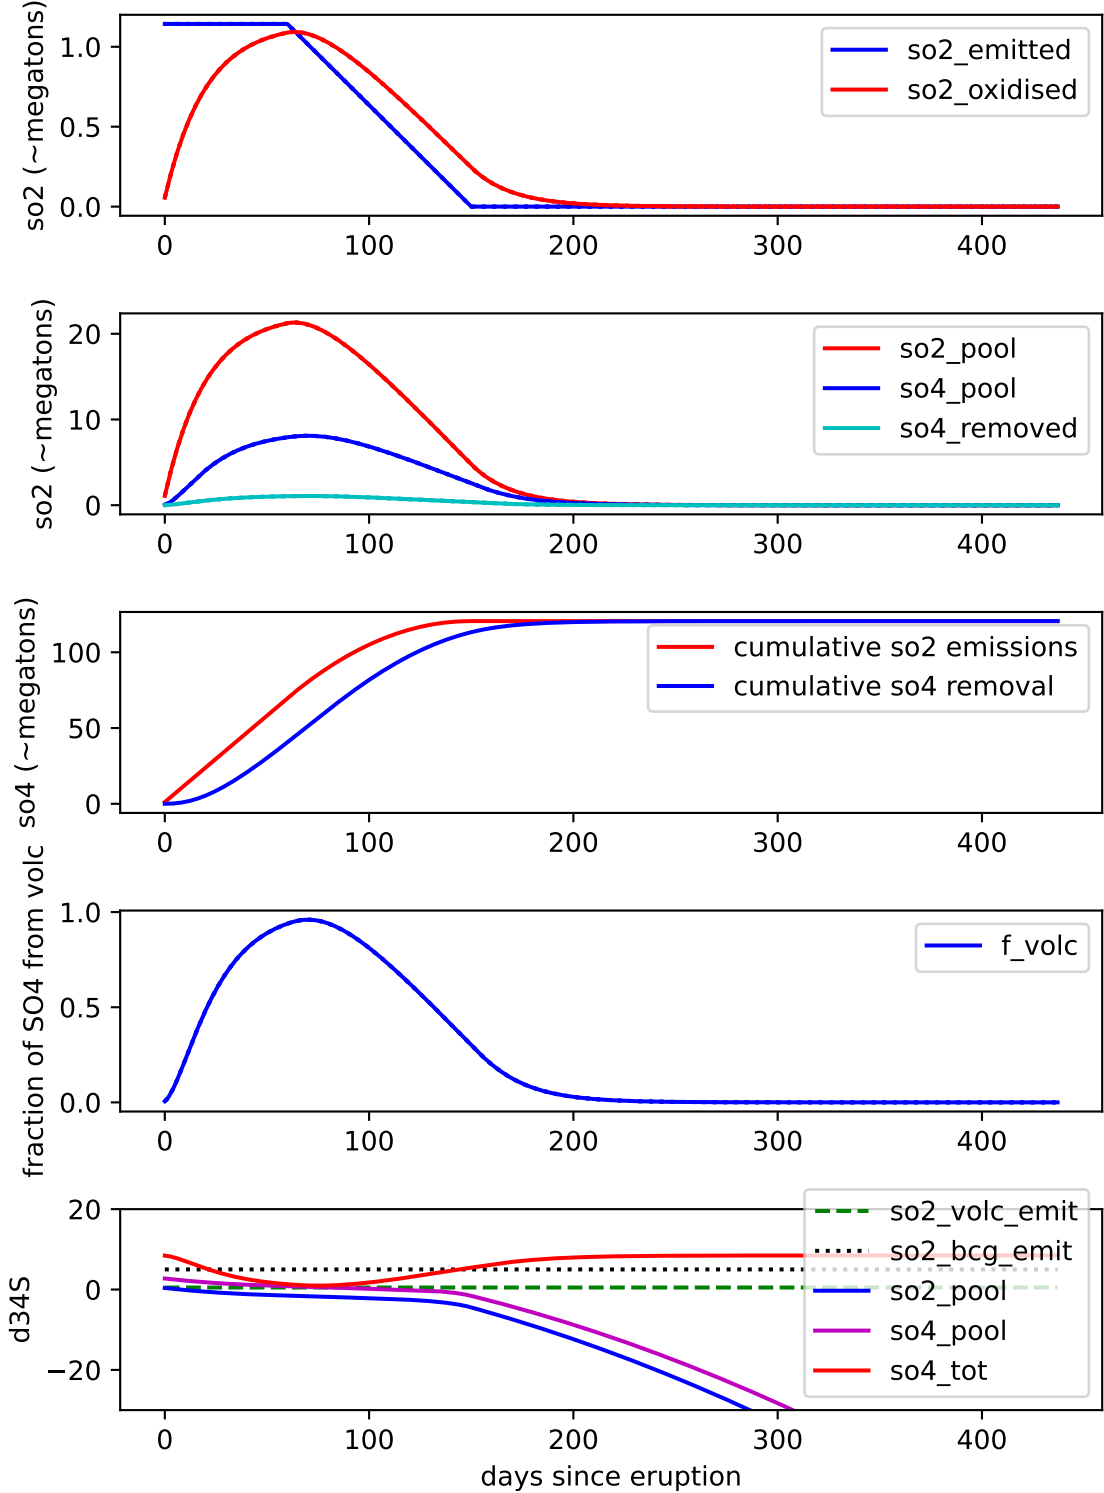 so2 (~megatons)
1.0
0.5
0.0
so2_emitted
so2_oxidised
0 100 200 300 400
so2 (~megatons)
20
10
0
so2_pool
so4_pool
so4_removed
0 100 200 300 400
so4 (~megatons)
100
50
0
cumulative so2 emissions
cumulative so4 removal
0 100 200 300 400
fraction of SO4 from volc
1.0
0.5
0.0
f_volc
0 100 200 300 400
d34S
20
0
−20
so2_volc_emit
so2_bcg_emit
so2_pool
so4_pool
so4_tot
0 100 200 300 400
days since eruption